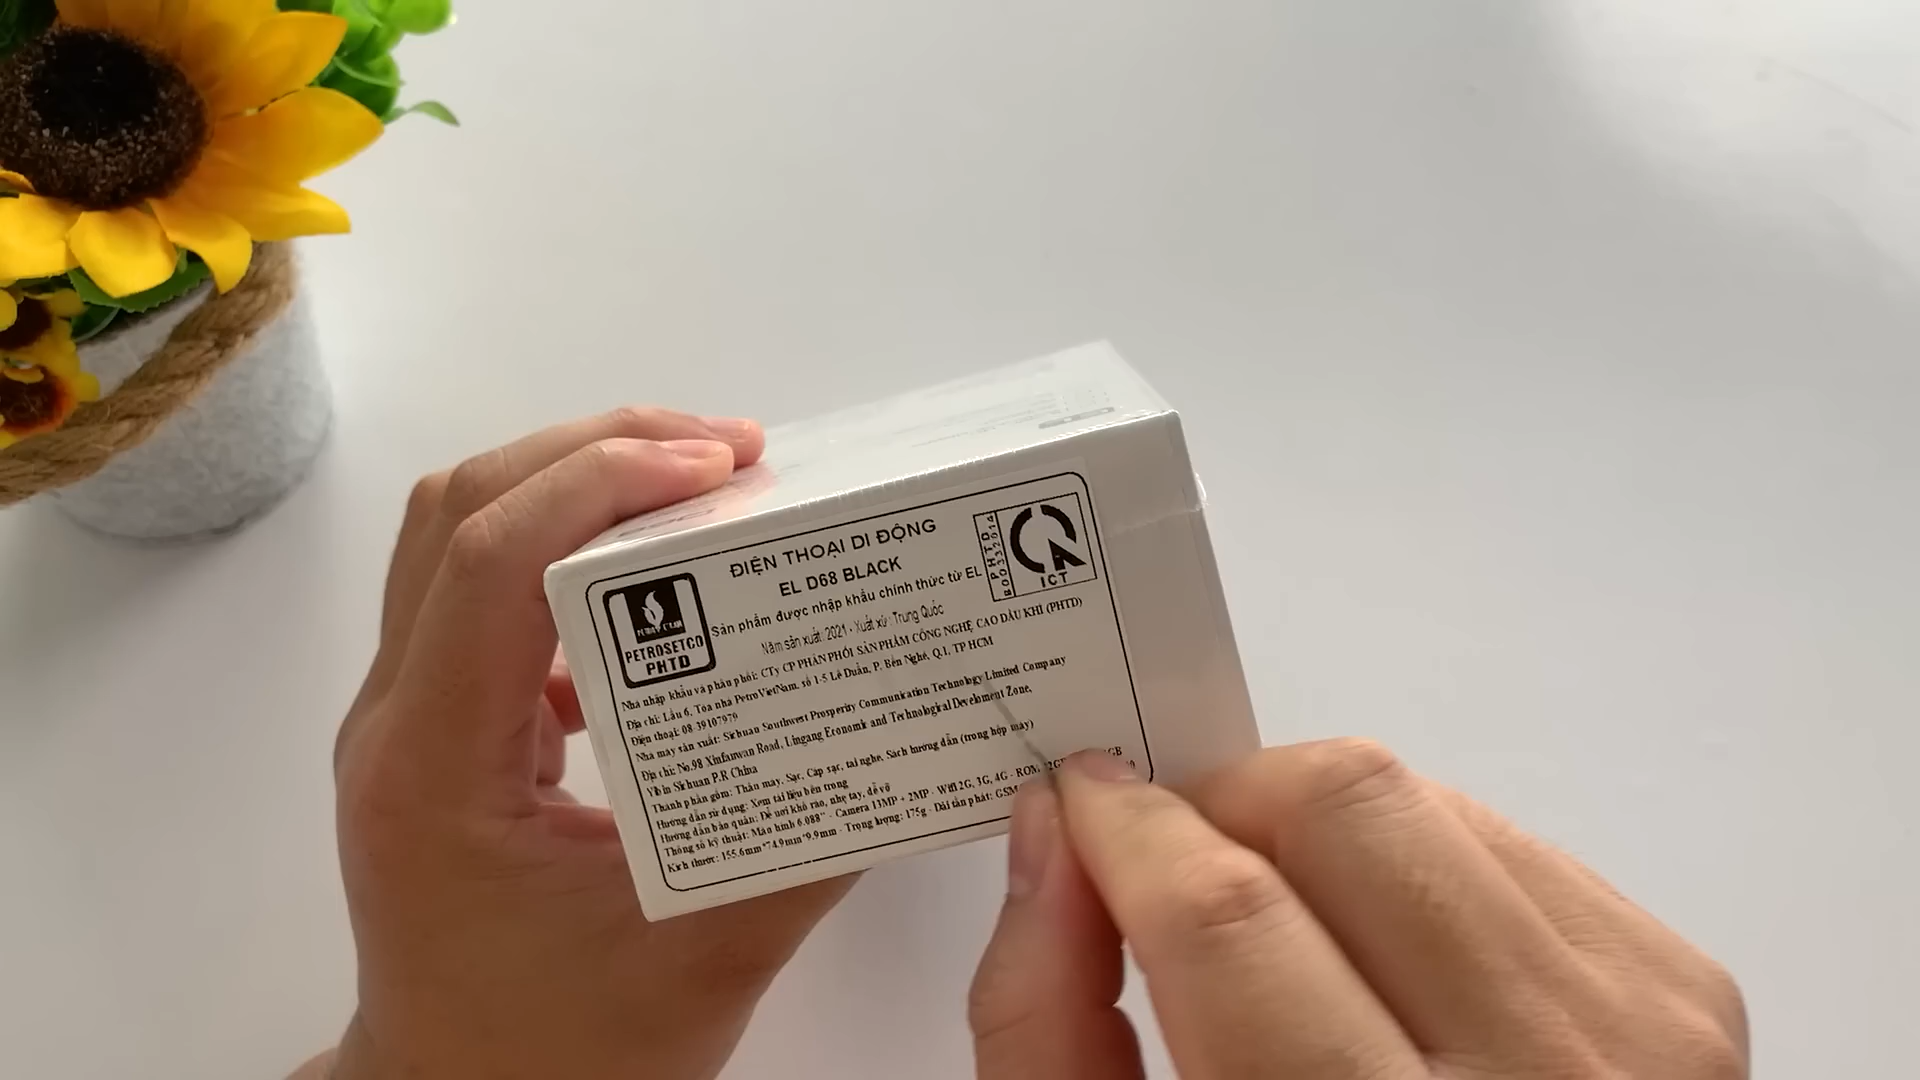 ĐIỆN THOẠI DI ĐỘNG
EL D68 BLACK
Sản phẩm được nhập khẩu chính thức từ EL
Năm sản xuất: 2021 - Xuất xứ: Trung Quốc
PETROSETCO
PHTD
PHTD
B00332014
ICT
Nhà nhập khẩu và phân phối: CTy CP PHÂN PHỐI SẢN PHẨM CÔNG NGHỆ CAO DẦU KHÍ (PHTD)
Địa chỉ: Lầu 6, Tòa nhà PetroVietNam, số 1-5 Lê Duẩn, P. Bến Nghé, Q.1, TP HCM
Điện thoại: 08-39107979
Nhà máy sản xuất: Sichuan Southwest Prosperity Communication Technology Limited Company
Địa chỉ: No.98 Xinfanwan Road, Lingang Economic and Technological Develoment Zone,
Yibin Sichuan P.R China
Thành phần gồm: Thân máy, Sạc, Cáp sạc, tai nghe, Sách hướng dẫn (trong hộp máy)
Hướng dẫn sử dụng: Xem tài liệu bên trong
Hướng dẫn bảo quản: Để nơi khô ráo, nhẹ tay, dễ vỡ
Thông số kỹ thuật: Màn hình 6.088" - Camera 13MP + 2MP - Wifi 2G, 3G, 4G - ROM
Kích thước: 155.6mm*74.9mm*9.9mm - Trọng lượng: 175g - Dải tần phát: GSM